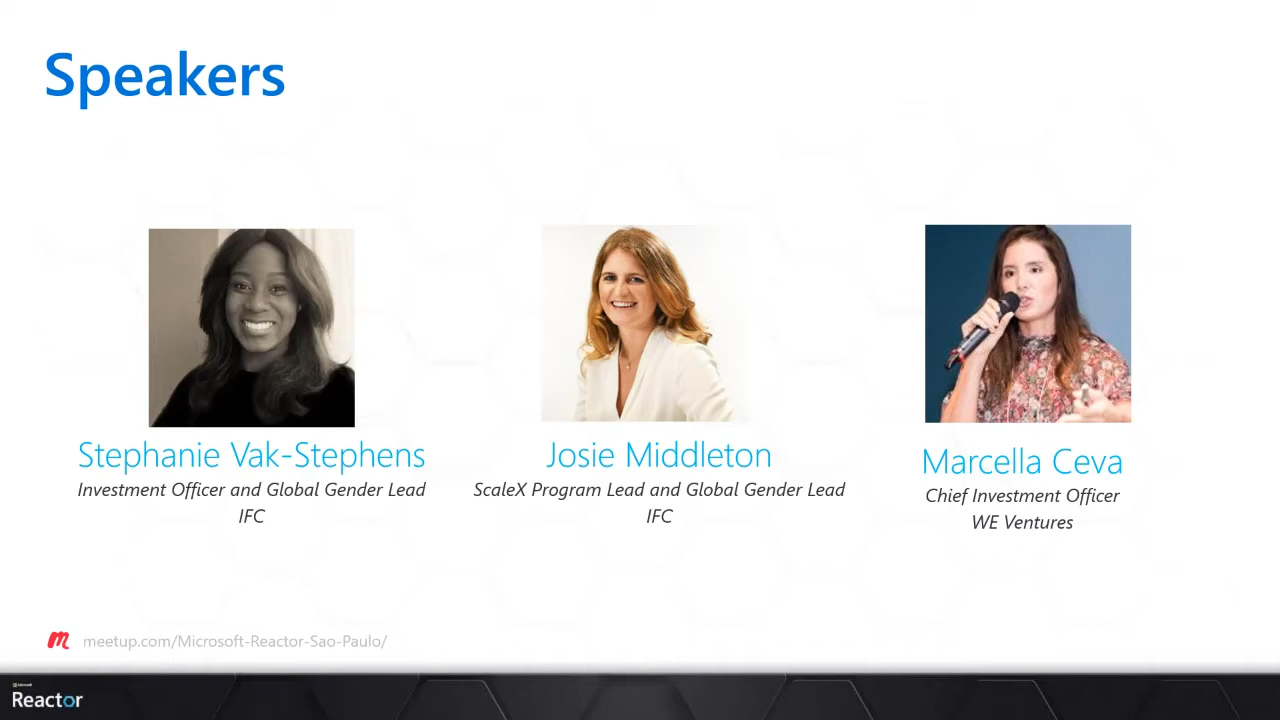 Speakers
Stephanie Vak-Stephens
Investment Officer and Global Gender Lead
IFC
Josie Middleton
ScaleX Program Lead and Global Gender Lead
IFC
Marcella Ceva
Chief Investment Officer
WE Ventures
m
meetup.com/Microsoft-Reactor-Sao-Paulo/
Microsoft
Reactor